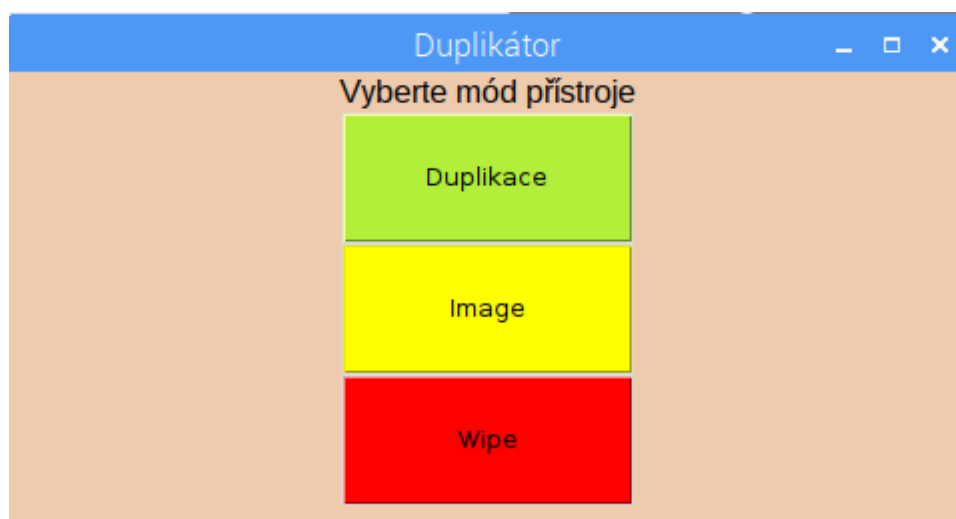 Duplikátor
Vyberte mód přístroje
Duplikace
Image
Wipe